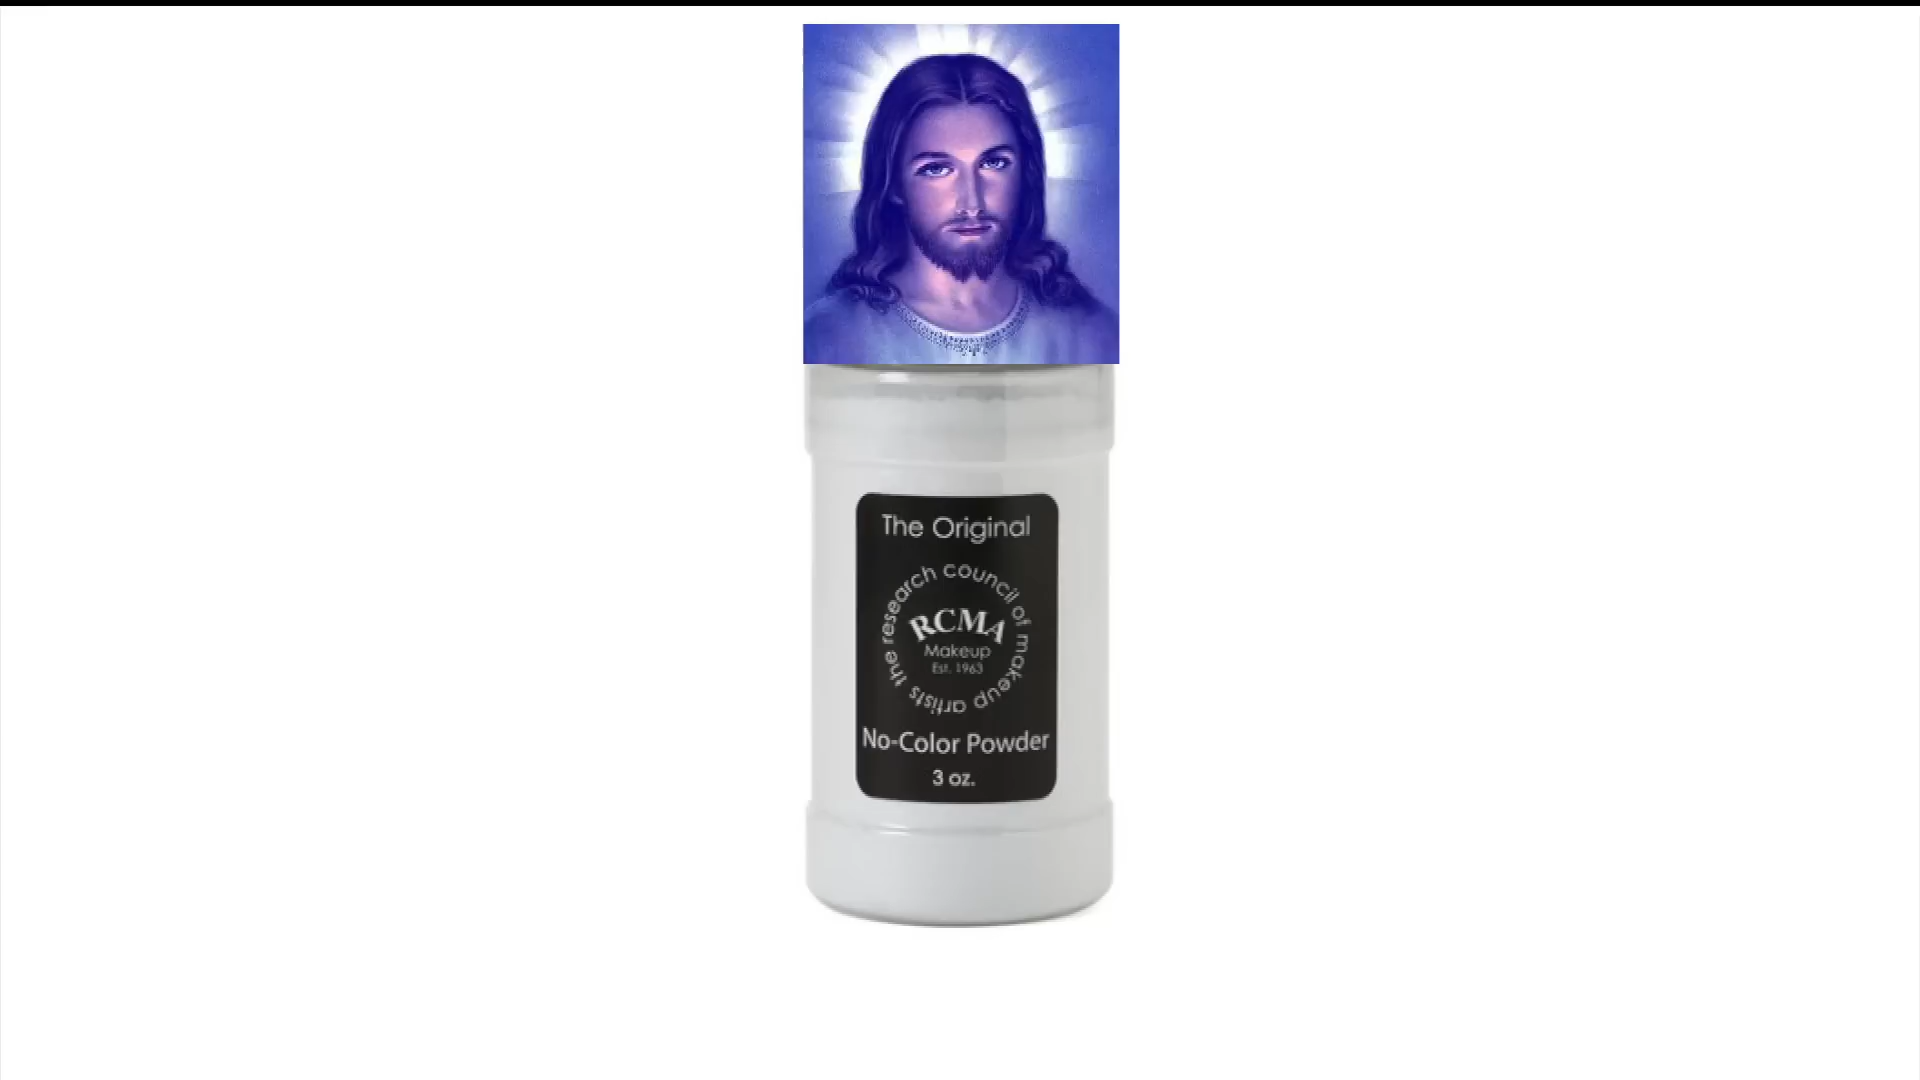 The Original
the research council of makeup artists
RCMA
Makeup
Est. 1963
No-Color Powder
3 oz.